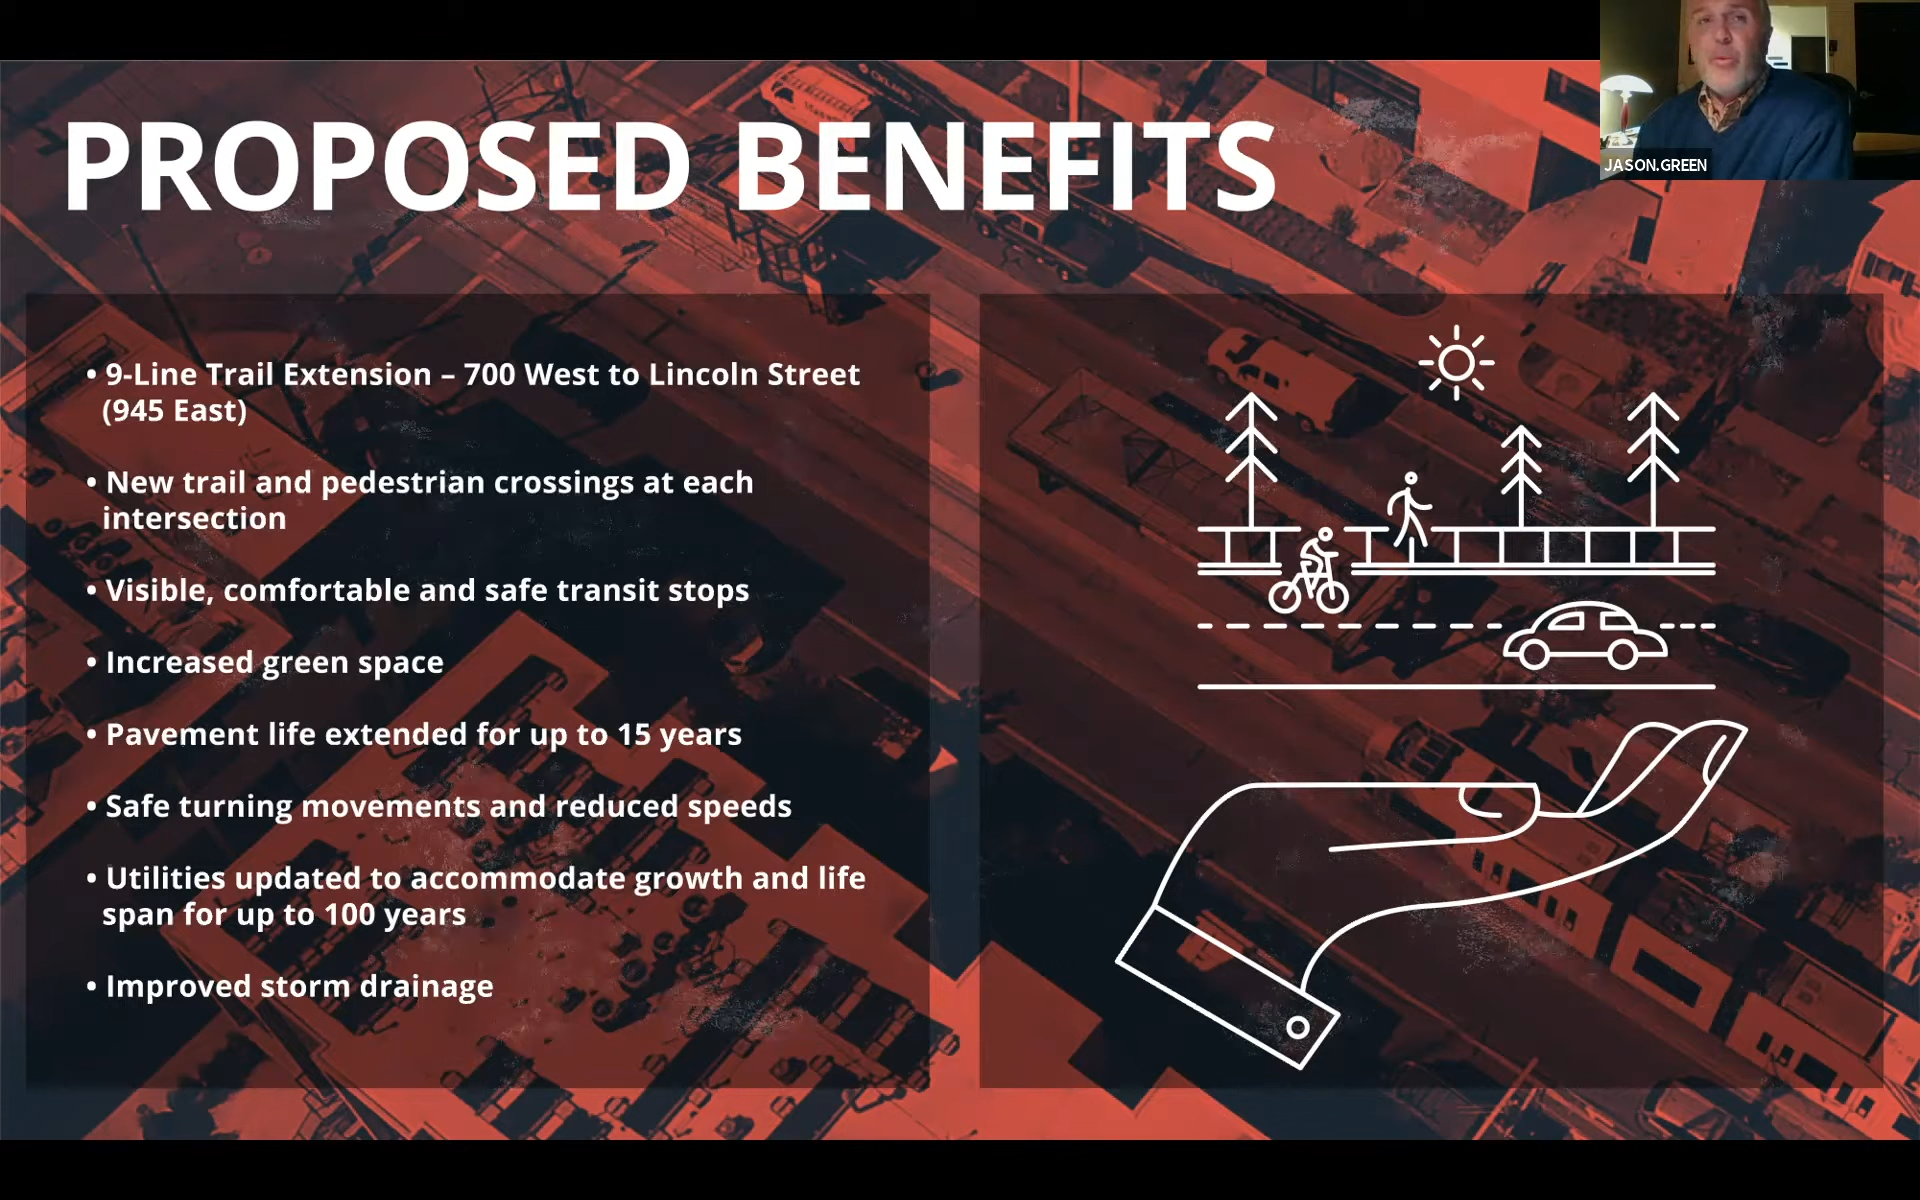 PROPOSED BENEFITS
JASON.GREEN
• 9-Line Trail Extension – 700 West to Lincoln Street
(945 East)
• New trail and pedestrian crossings at each
intersection
• Visible, comfortable and safe transit stops
• Increased green space
• Pavement life extended for up to 15 years
• Safe turning movements and reduced speeds
• Utilities updated to accommodate growth and life
span for up to 100 years
• Improved storm drainage